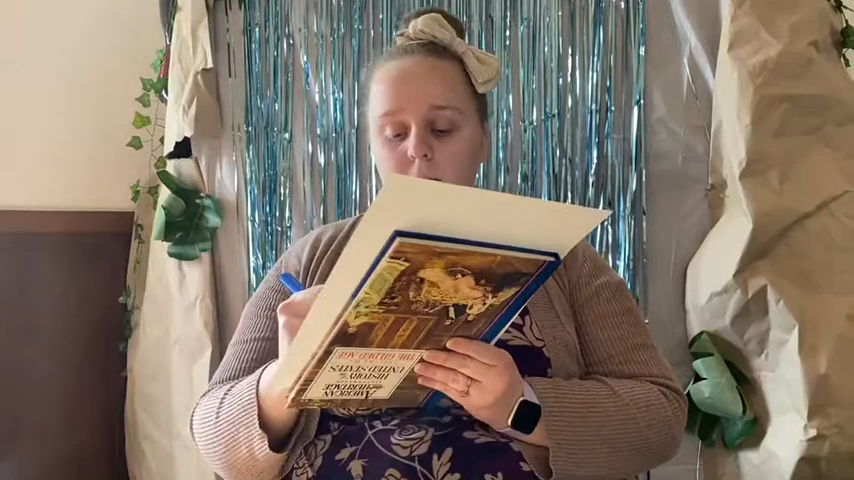 THE GILDED AGE
AMERICAN HERITAGE
HISTORY OF THE
UNITED STATES